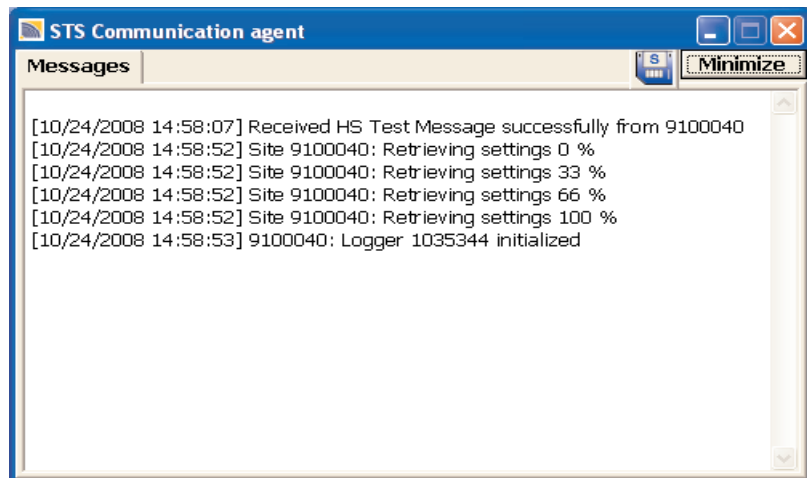 STS Communication agent
Messages
S
Minimize
[10/24/2008 14:58:07] Received HS Test Message successfully from 9100040
[10/24/2008 14:58:52] Site 9100040: Retrieving settings 0 %
[10/24/2008 14:58:52] Site 9100040: Retrieving settings 33 %
[10/24/2008 14:58:52] Site 9100040: Retrieving settings 66 %
[10/24/2008 14:58:52] Site 9100040: Retrieving settings 100 %
[10/24/2008 14:58:53] 9100040: Logger 1035344 initialized